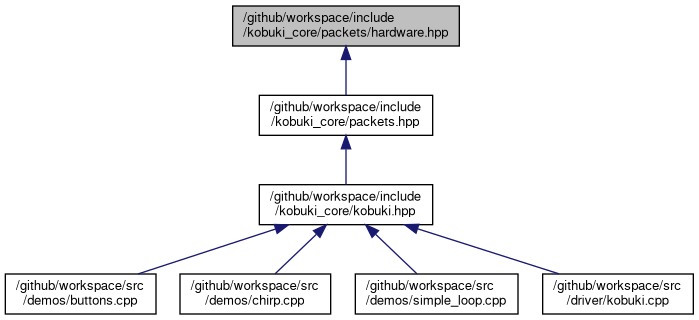 /github/workspace/include
/kobuki_core/packets/hardware.hpp
/github/workspace/include
/kobuki_core/packets.hpp
/github/workspace/include
/kobuki_core/kobuki.hpp
/github/workspace/src
/demos/buttons.cpp
/github/workspace/src
/demos/chirp.cpp
/github/workspace/src
/demos/simple_loop.cpp
/github/workspace/src
/driver/kobuki.cpp